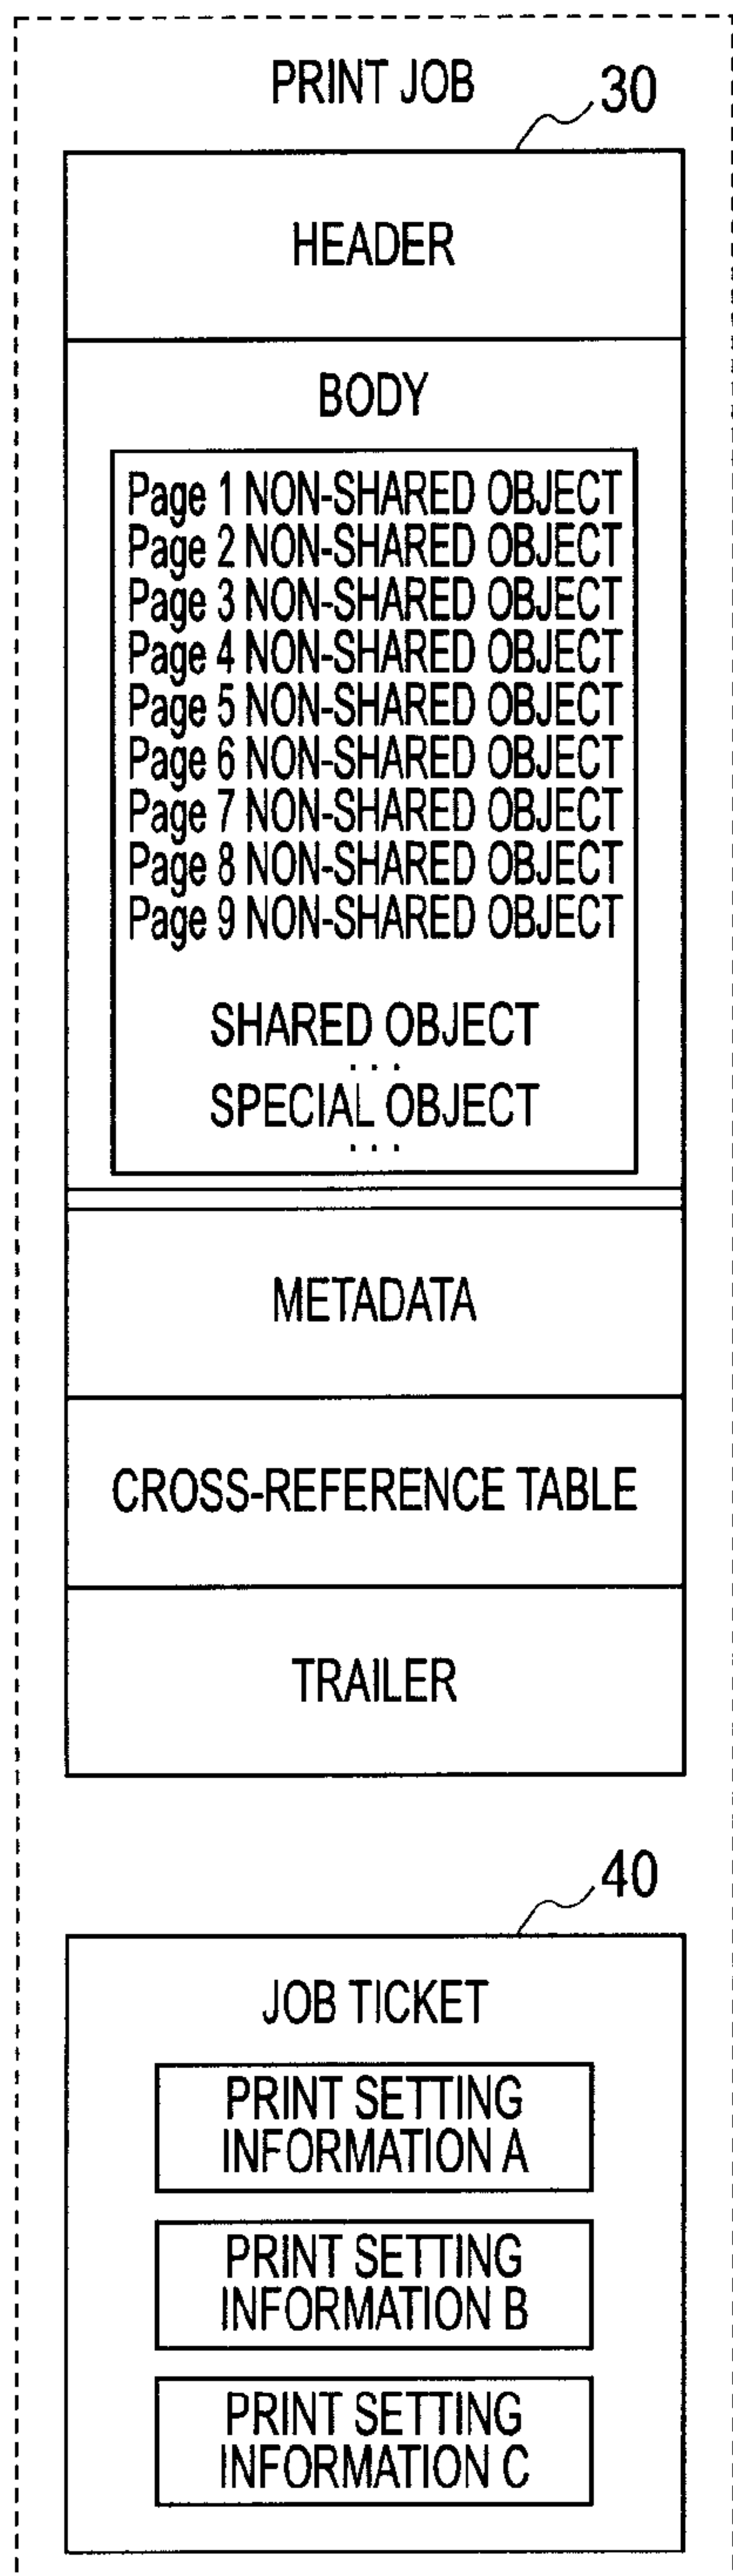 PRINT JOB
30
HEADER
BODY
Page 1 NON-SHARED OBJECT
Page 2 NON-SHARED OBJECT
Page 3 NON-SHARED OBJECT
Page 4 NON-SHARED OBJECT
Page 5 NON-SHARED OBJECT
Page 6 NON-SHARED OBJECT
Page 7 NON-SHARED OBJECT
Page 8 NON-SHARED OBJECT
Page 9 NON-SHARED OBJECT
SHARED OBJECT
...
SPECIAL OBJECT
...
METADATA
CROSS-REFERENCE TABLE
TRAILER
40
JOB TICKET
PRINT SETTING
INFORMATION A
PRINT SETTING
INFORMATION B
PRINT SETTING
INFORMATION C